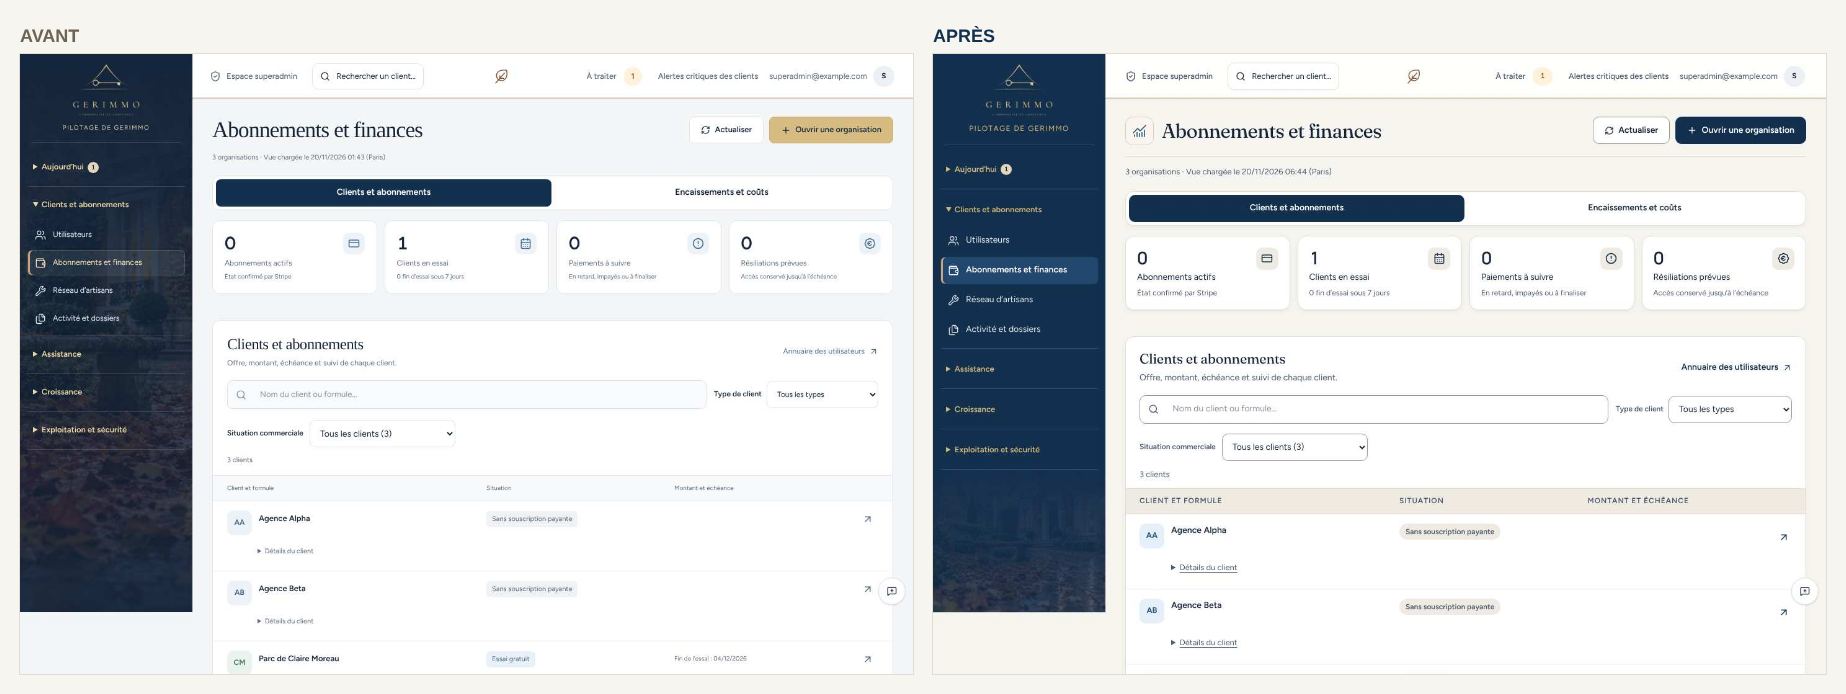 AVANT
GERIMMO
PILOTAGE DE GERIMMO
Aujourd'hui 1
Clients et abonnements
Utilisateurs
Abonnements et finances
Réseau d'artisans
Activité et dossiers
Assistance
Croissance
Exploitation et sécurité
Espace superadmin
Rechercher un client...
À traiter 1
Alertes critiques des clients
superadmin@example.com
S
Abonnements et finances
Actualiser
Ouvrir une organisation
3 organisations · Vue chargée le 20/11/2026 01:43 (Paris)
Clients et abonnements
Encaissements et coûts
0
Abonnements actifs
État confirmé par Stripe
1
Clients en essai
0 fin d'essai sous 7 jours
0
Paiements à suivre
En retard, impayés ou à finaliser
0
Résiliations prévues
Accès conservé jusqu'à l'échéance
Clients et abonnements
Offre, montant, échéance et suivi de chaque client.
Annuaire des utilisateurs
Nom du client ou formule...
Type de client
Tous les types
Situation commerciale
Tous les clients (3)
3 clients
Client et formule
Situation
Montant et échéance
AA
Agence Alpha
Sans souscription payante
Détails du client
AB
Agence Beta
Sans souscription payante
Détails du client
CM
Parc de Claire Moreau
Essai gratuit
Fin de l'essai : 04/12/2026
APRÈS
GERIMMO
PILOTAGE DE GERIMMO
Aujourd'hui 1
Clients et abonnements
Utilisateurs
Abonnements et finances
Réseau d'artisans
Activité et dossiers
Assistance
Croissance
Exploitation et sécurité
Espace superadmin
Rechercher un client...
À traiter 1
Alertes critiques des clients
superadmin@example.com
S
Abonnements et finances
Actualiser
Ouvrir une organisation
3 organisations · Vue chargée le 20/11/2026 06:44 (Paris)
Clients et abonnements
Encaissements et coûts
0
Abonnements actifs
État confirmé par Stripe
1
Clients en essai
0 fin d'essai sous 7 jours
0
Paiements à suivre
En retard, impayés ou à finaliser
0
Résiliations prévues
Accès conservé jusqu'à l'échéance
Clients et abonnements
Offre, montant, échéance et suivi de chaque client.
Annuaire des utilisateurs
Nom du client ou formule...
Type de client
Tous les types
Situation commerciale
Tous les clients (3)
3 clients
CLIENT ET FORMULE
SITUATION
MONTANT ET ÉCHÉANCE
AA
Agence Alpha
Sans souscription payante
Détails du client
AB
Agence Beta
Sans souscription payante
Détails du client